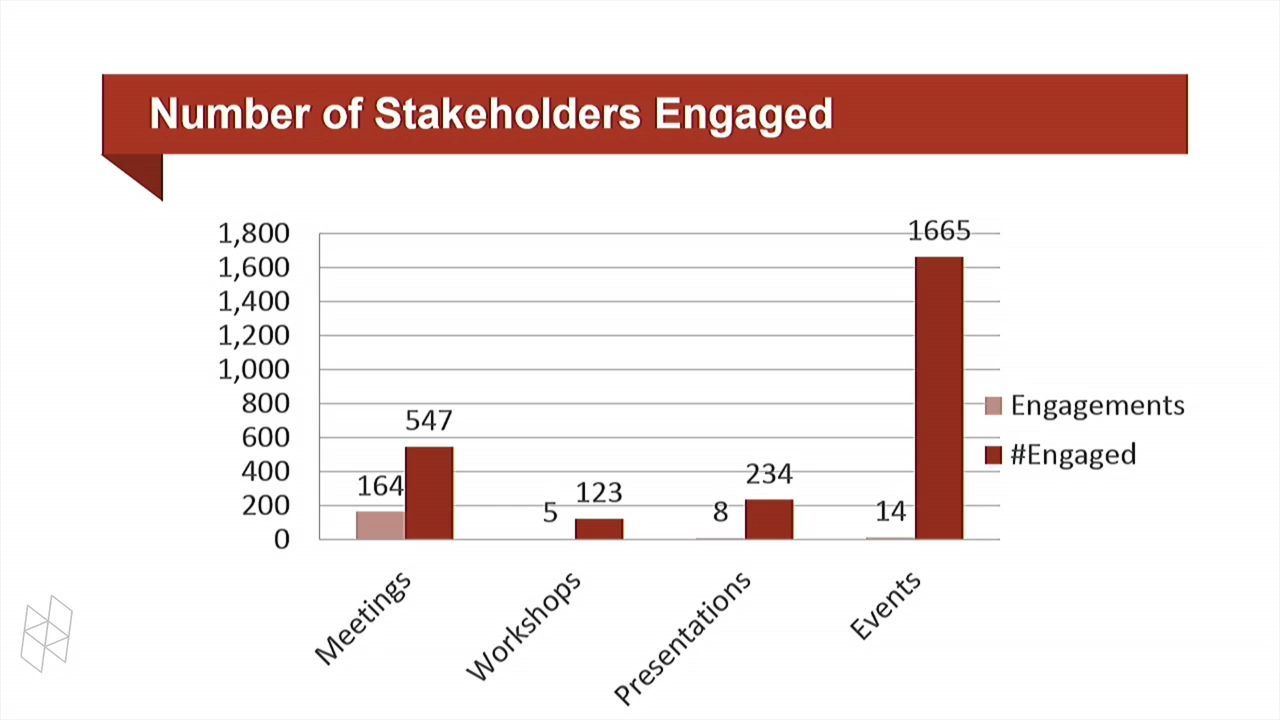 Number of Stakeholders Engaged
1,800
1,600
1,400
1,200
1,000
800
600
400
200
0
164
547
5
123
8
234
14
1665
Engagements
#Engaged
Meetings
Workshops
Presentations
Events